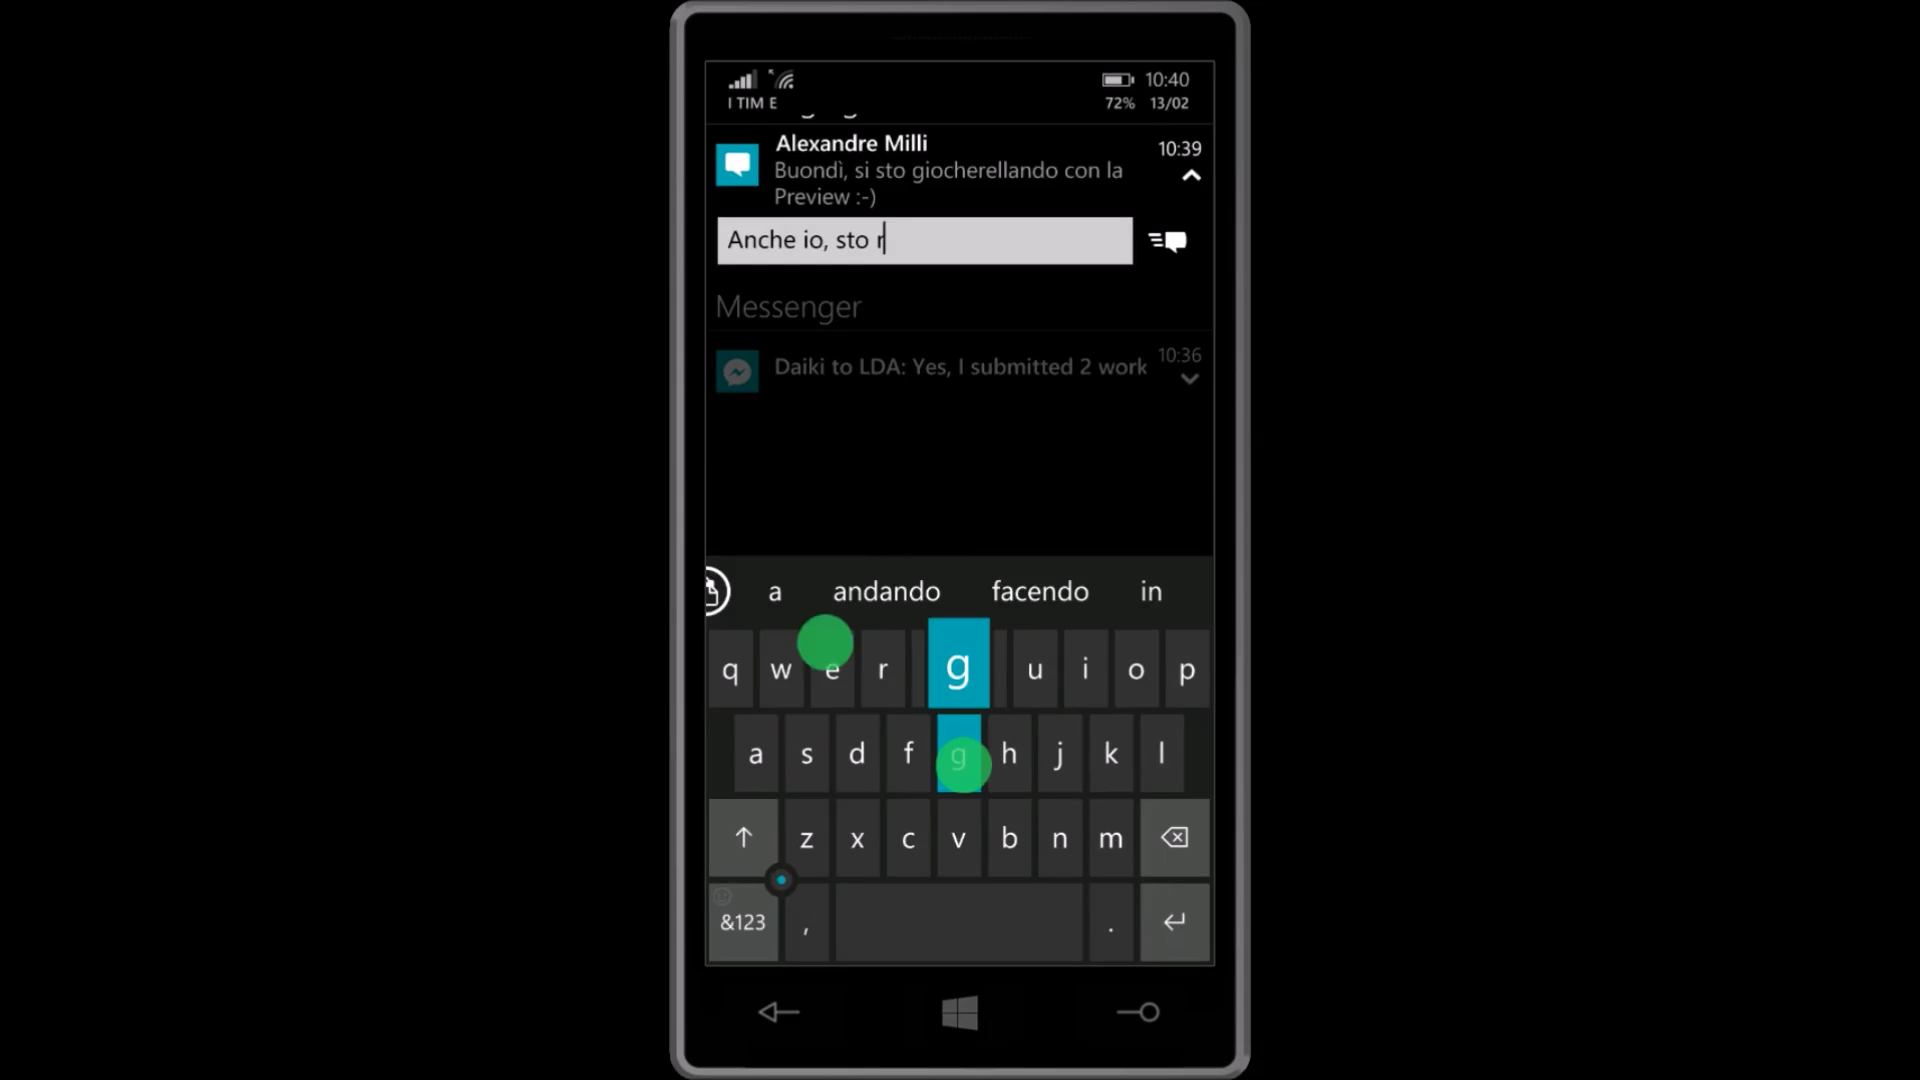 10:40
I TIM E
72% 13/02
Alexandre Milli
10:39
Buondì, si sto giocherellando con la
Preview :-)
Anche io, sto r
Messenger
10:36
Daiki to LDA: Yes, I submitted 2 work
a andando facendo in
q w e r g u i o p
a s d f g h j k l
z x c v b n m
&123 , .